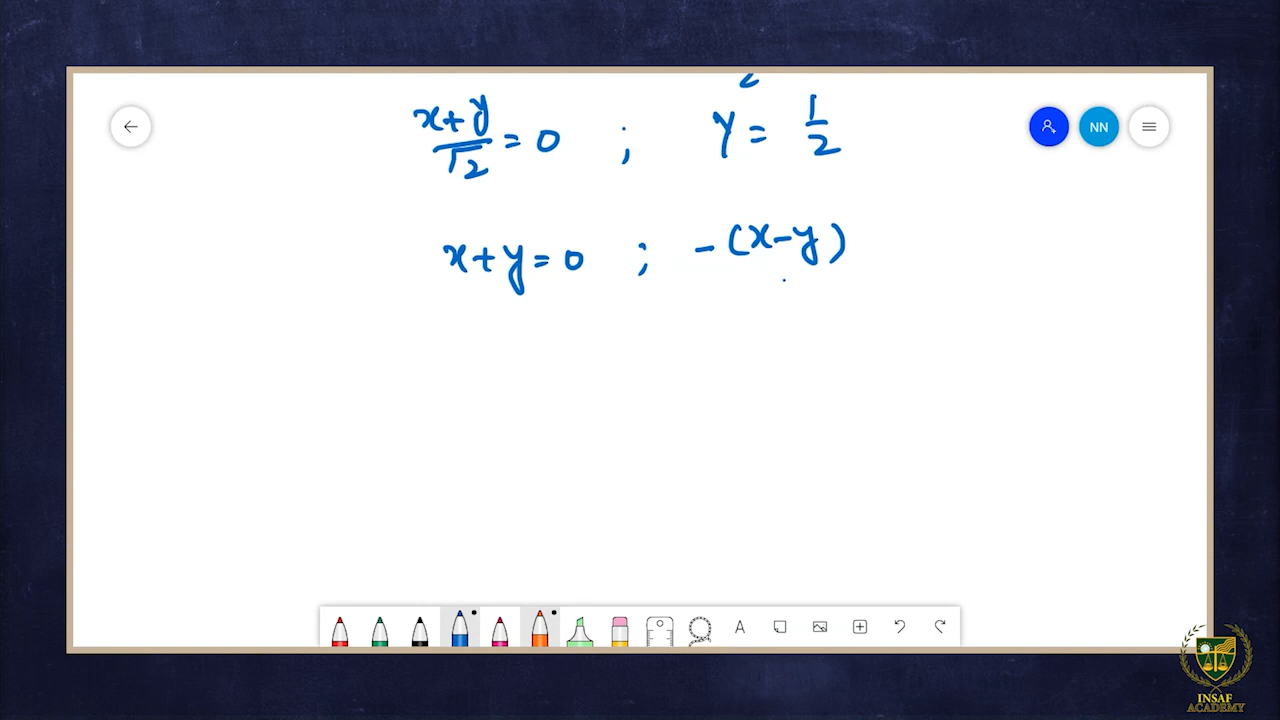 x+y/√2 = 0 ; Y = 1/2
x+y=0 ; -(x-y)
NN
A
INSAF
ACADEMY